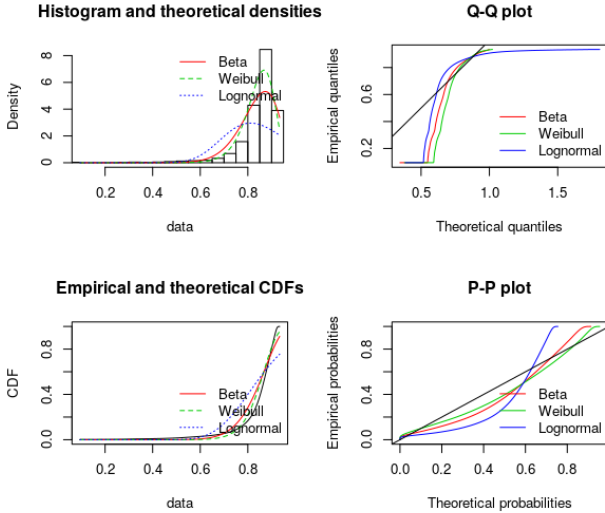 Histogram and theoretical densities
Density
8
6
4
2
0
Beta
Weibull
Lognormal
0.2 0.4 0.6 0.8
data
Q-Q plot
Empirical quantiles
0.6
0.2
Beta
Weibull
Lognormal
0.5 1.0 1.5
Theoretical quantiles
Empirical and theoretical CDFs
CDF
0.8
0.4
0.0
Beta
Weibull
Lognormal
0.2 0.4 0.6 0.8
data
P-P plot
Empirical probabilities
0.8
0.4
0.0
Beta
Weibull
Lognormal
0.0 0.2 0.4 0.6 0.8
Theoretical probabilities